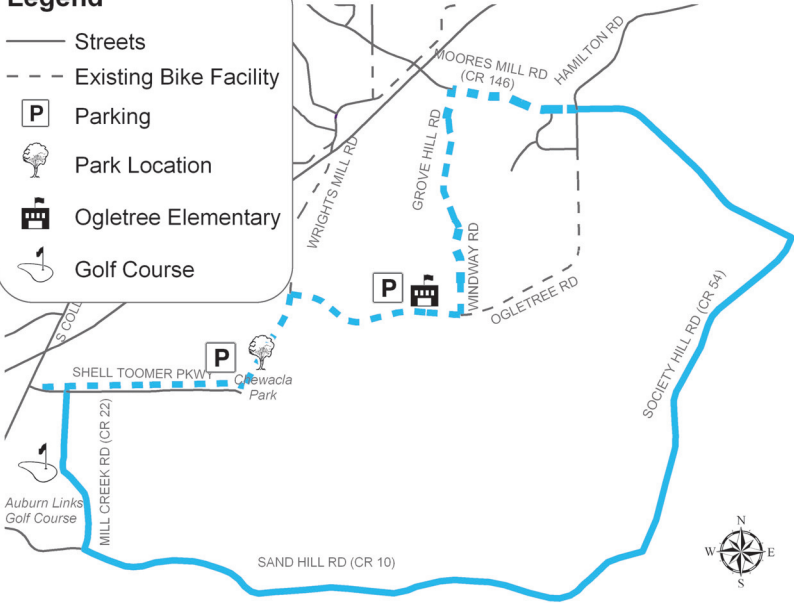 Legend
Streets
Existing Bike Facility
P
Parking
Park Location
Ogletree Elementary
Golf Course
MOORES MILL RD
(CR 146)
HAMILTON RD
GROVE HILL RD
WRIGHTS MILL RD
WINDWAY RD
P
OGLETREE RD
SOCIETY HILL RD (CR 54)
S COLL
P
SHELL TOOMER PKWY
Chewacla
Park
MILL CREEK RD (CR 22)
Auburn Links
Golf Course
SAND HILL RD (CR 10)
N
W
E
S